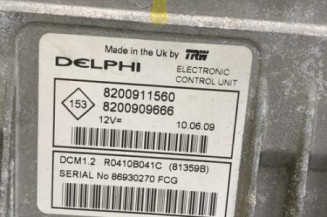 Made in the Uk by TRW
DELPHI
ELECTRONIC
CONTROL UNIT
153
8200911560
8200909666
12V=
10.06.09
DCM1.2 R0410B041C (81359B)
SERIAL No 86930270 FCG